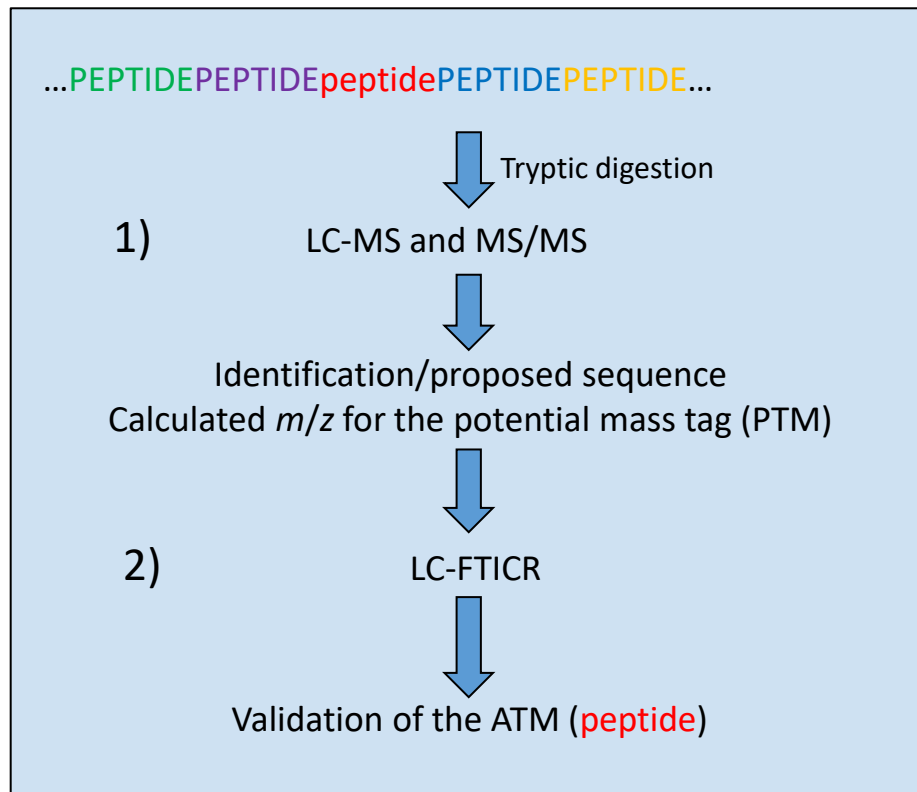 ...PEPTIDEPEPTIDEpeptidePEPTIDEPEPTIDE...
Tryptic digestion
1) LC-MS and MS/MS
Identification/proposed sequence
Calculated m/z for the potential mass tag (PTM)
2) LC-FTICR
Validation of the ATM (peptide)